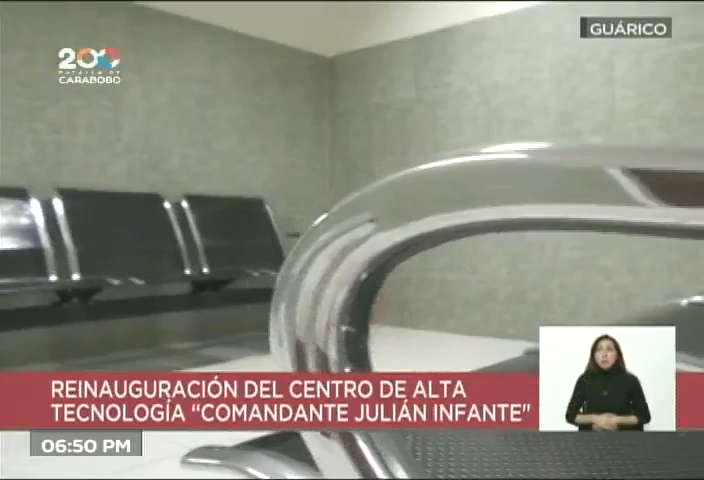 GUÁRICO
200
BATALLA DE
CARABOBO
REINAUGURACIÓN DEL CENTRO DE ALTA
TECNOLOGÍA "COMANDANTE JULIÁN INFANTE"
06:50 PM